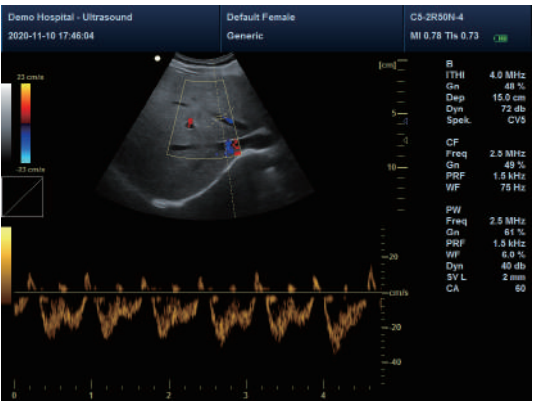 Demo Hospital - Ultrasound
2020-11-10 17:46:04
Default Female
Generic
C5-2R50N-4
MI 0.78 TIs 0.73
23 cm/s
-23 cm/s
[cm]
5
10
B
ITHI 4.0 MHz
Gn 48 %
Dep 15.0 cm
Dyn 72 db
Spek. CV5
CF
Freq 2.5 MHz
Gn 49 %
PRF 1.5 kHz
WF 75 Hz
PW
Freq 2.5 MHz
Gn 61 %
PRF 1.5 kHz
WF 6.0 %
Dyn 40 db
SV L 2 mm
CA 60
20
cm/s
-20
-40
0 1 2 3 4